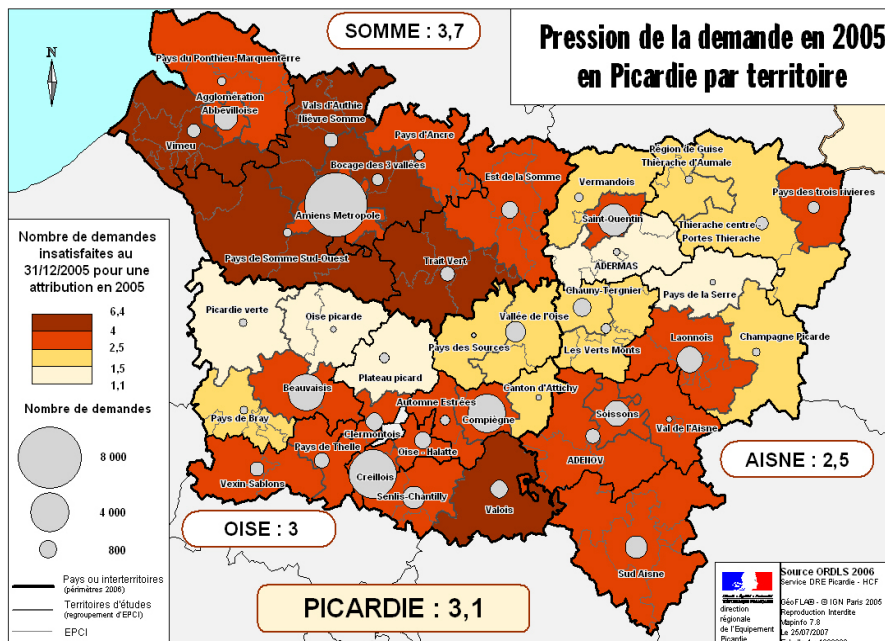 Pression de la demande en 2005
en Picardie par territoire
SOMME : 3,7
N
Pays du Ponthieu-Marquenterre
Agglomération
Abbevilloise
Vals d'Authie
Nièvre Somme
Vimeu
Pays d'Ancre
Bocage des 3 vallées
Amiens Metropole
Est de la Somme
Pays de Somme Sud-Ouest
Trait Vert
Région de Guise
Thiérache d'Aumale
Vermandois
Pays des trois rivieres
Saint-Quentin
Thierache centre
Portes Thierache
ADERMAS
Pays de la Serre
Chauny-Tergnier
Picardie verte
Oise picarde
Vallée de l'Oise
Pays des Sources
Les Verts Monts
Laonnois
Champagne Picarde
Plateau picard
Beauvaisis
Canton d'Attichy
Automne Estrées
Pays de Bray
Compiègne
Soissons
Clermontois
Val de l'Aisne
Pays de Thelle
Oise - Halatte
ADENOV
Vexin Sablons
Creillois
Senlis-Chantilly
Valois
Sud Aisne
AISNE : 2,5
OISE : 3
PICARDIE : 3,1
Nombre de demandes
insatisfaites au
31/12/2005 pour une
attribution en 2005
6,4
4
2,5
1,5
1,1
Nombre de demandes
8 000
4 000
800
Pays ou interterritoires
(périmètres 2006)
Territoires d'études
(regroupement d'EPCI)
EPCI
direction
régionale
de l'Equipement
Picardie
Source ORDLS 2006
Service DRE Picardie - HCF
GéoFLA® - © IGN Paris 2005
Reproduction Interdite
Mapinfo 7.8
Le 25/07/2007